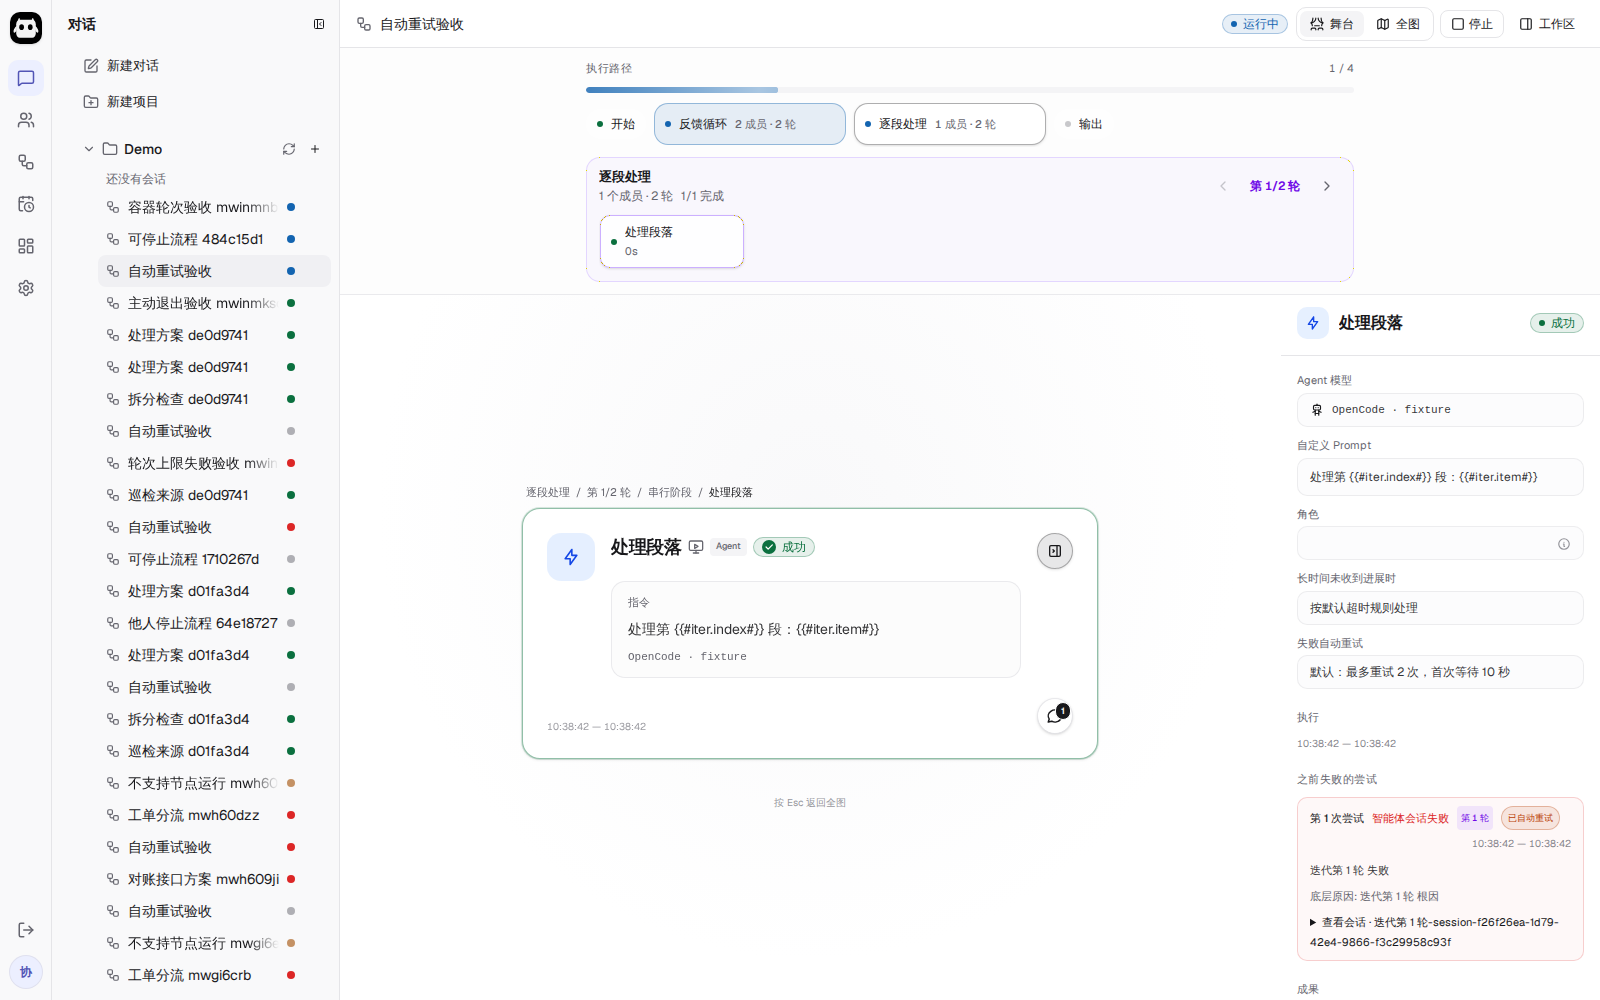 对话
新建对话
新建项目
Demo
还没有会话
容器轮次验收 mwinmnb
可停止流程 484c15d1
自动重试验收
主动退出验收 mwinmks
处理方案 de0d9741
处理方案 de0d9741
拆分检查 de0d9741
自动重试验收
轮次上限失败验收 mwin
巡检来源 de0d9741
自动重试验收
可停止流程 1710267d
处理方案 d01fa3d4
他人停止流程 64e18727
处理方案 d01fa3d4
自动重试验收
拆分检查 d01fa3d4
巡检来源 d01fa3d4
不支持节点运行 mwh60
工单分流 mwh60dzz
自动重试验收
对账接口方案 mwh609ji
自动重试验收
不支持节点运行 mwgi6e
工单分流 mwgi6crb
协
自动重试验收
运行中
舞台
全图
停止
工作区
执行路径
1 / 4
开始
反馈循环 2 成员 · 2 轮
逐段处理 1 成员 · 2 轮
输出
逐段处理
1 个成员 · 2 轮 1/1 完成
第 1/2 轮
处理段落
0s
逐段处理 / 第 1/2 轮 / 串行阶段 / 处理段落
处理段落
Agent
成功
指令
处理第 {{#iter.index#}} 段：{{#iter.item#}}
OpenCode · fixture
1
10:38:42 — 10:38:42
按 Esc 返回全图
处理段落
成功
Agent 模型
OpenCode · fixture
自定义 Prompt
处理第 {{#iter.index#}} 段：{{#iter.item#}}
角色
长时间未收到进展时
按默认超时规则处理
失败自动重试
默认：最多重试 2 次，首次等待 10 秒
执行
10:38:42 — 10:38:42
之前失败的尝试
第 1 次尝试 智能体会话失败 第 1 轮 已自动重试
10:38:42 — 10:38:42
迭代第 1 轮 失败
底层原因: 迭代第 1 轮 根因
查看会话 · 迭代第 1 轮-session-f26f26ea-1d79-
42e4-9866-f3c29958c93f
成果